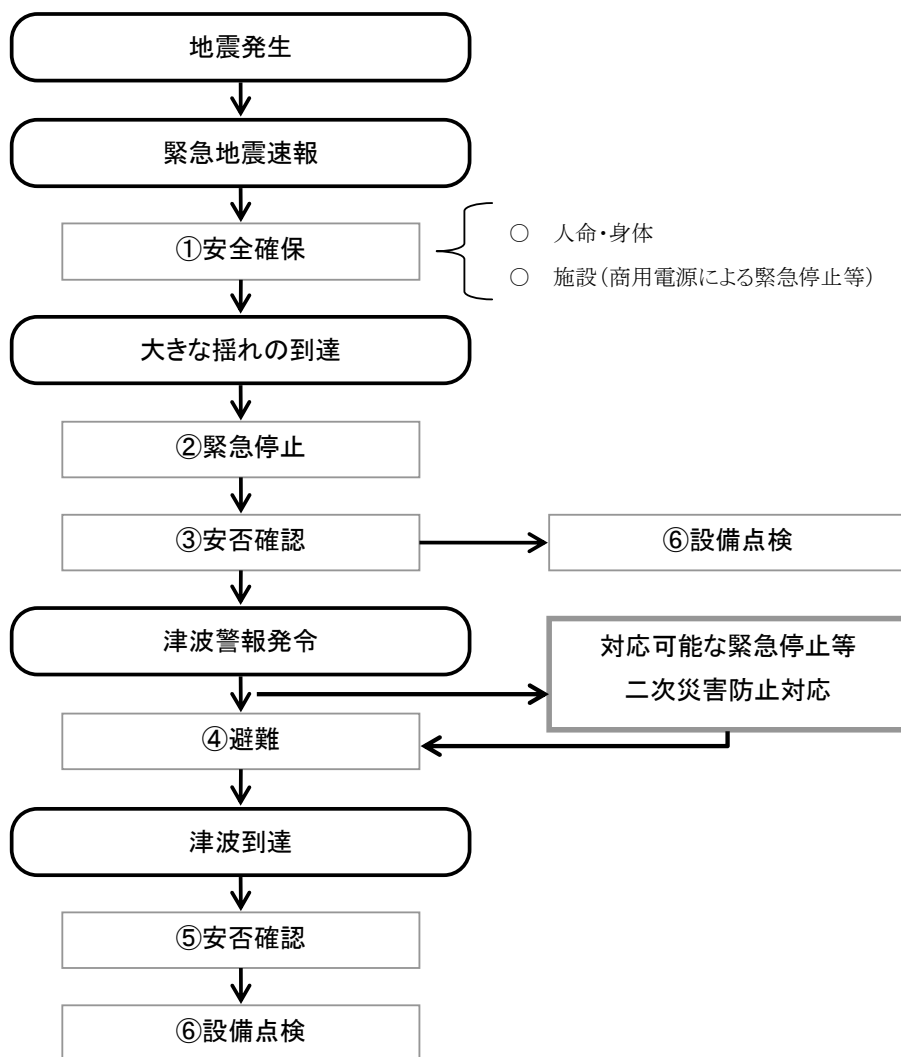 地震発生
緊急地震速報
①安全確保
○ 人命・身体
○ 施設(商用電源による緊急停止等)
大きな揺れの到達
②緊急停止
③安否確認
⑥設備点検
津波警報発令
対応可能な緊急停止等
二次災害防止対応
④避難
津波到達
⑤安否確認
⑥設備点検